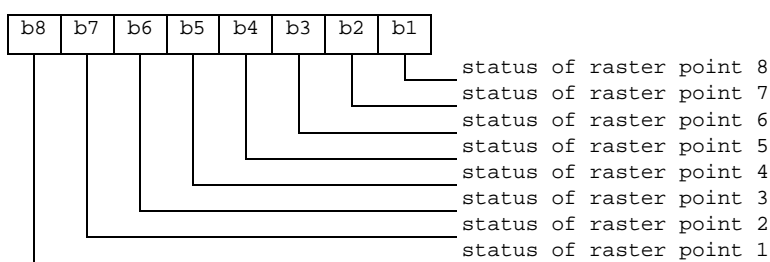 b8 b7 b6 b5 b4 b3 b2 b1
status of raster point 8
status of raster point 7
status of raster point 6
status of raster point 5
status of raster point 4
status of raster point 3
status of raster point 2
status of raster point 1